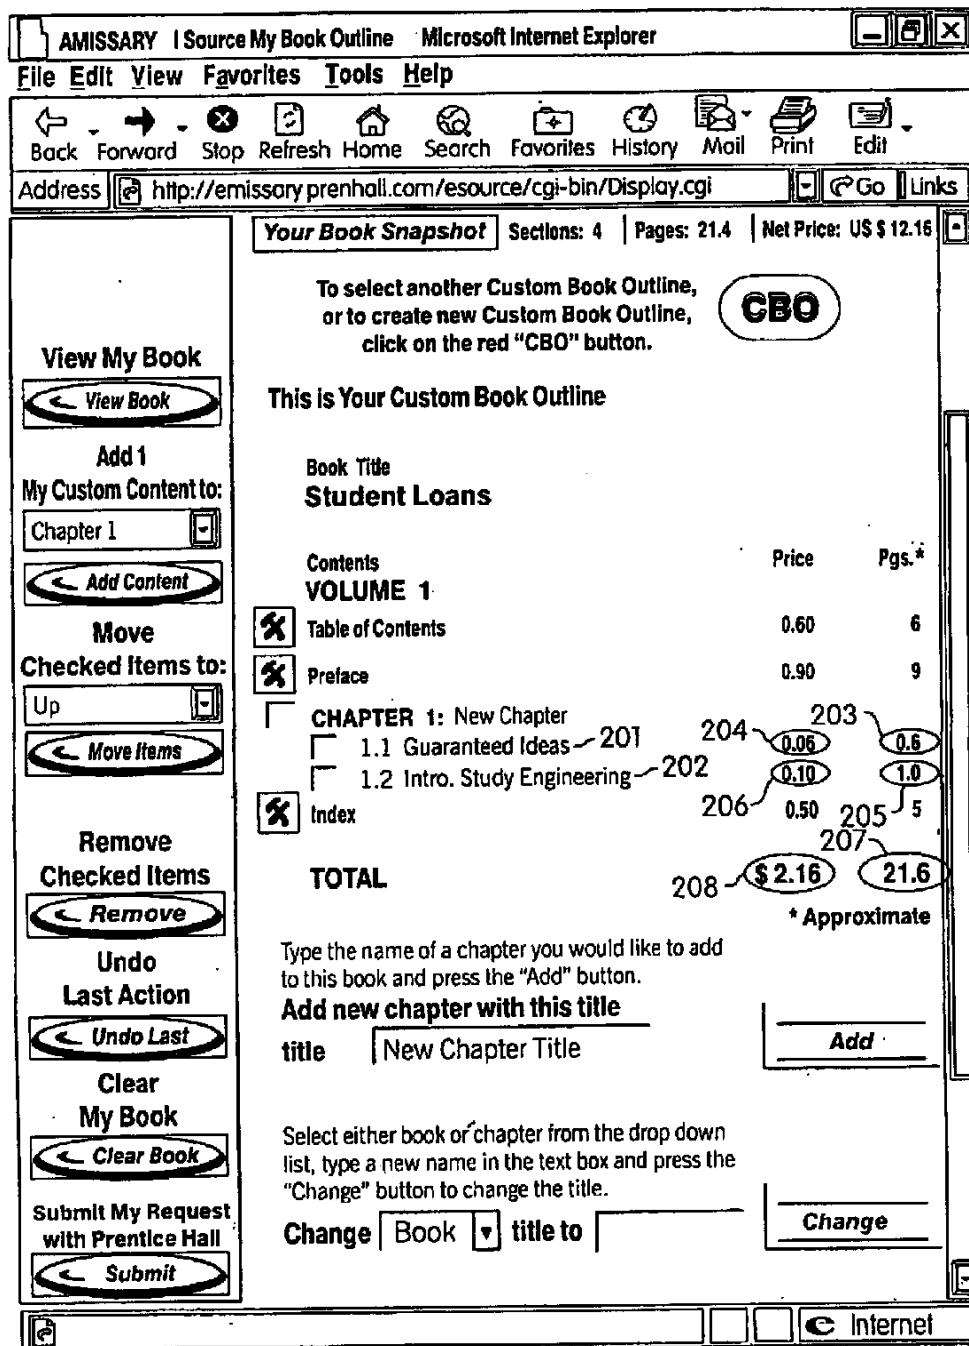 AMISSARY I Source My Book Outline Microsoft Internet Explorer
File Edit View Favorites Tools Help
Back Forward Stop Refresh Home Search Favorites History Mail Print Edit
Address http://emissary prenhall.com/esource/cgi-bin/Display.cgi Go Links
Your Book Snapshot Sections: 4 Pages: 21.4 Net Price: US $ 12.16
To select another Custom Book Outline,
or to create new Custom Book Outline,
click on the red "CBO" button.
CBO
View My Book
View Book
This is Your Custom Book Outline
Add 1
My Custom Content to:
Chapter 1
Add Content
Book Title
Student Loans
Contents Price Pgs.*
VOLUME 1
Move
Checked Items to:
Up
Move Items
Table of Contents 0.60 6
Preface 0.90 9
CHAPTER 1: New Chapter
1.1 Guaranteed Ideas 201 204 0.06 203 0.6
1.2 Intro. Study Engineering 202 206 0.10 205 1.0
Index 0.50 5
Remove
Checked Items
Remove
TOTAL 208 $ 2.16 207 21.6
* Approximate
Undo
Last Action
Undo Last
Type the name of a chapter you would like to add
to this book and press the "Add" button.
Add new chapter with this title
title New Chapter Title Add
Clear
My Book
Clear Book
Select either book or chapter from the drop down
list, type a new name in the text box and press the
"Change" button to change the title.
Submit My Request
with Prentice Hall
Submit
Change Book title to Change
Internet